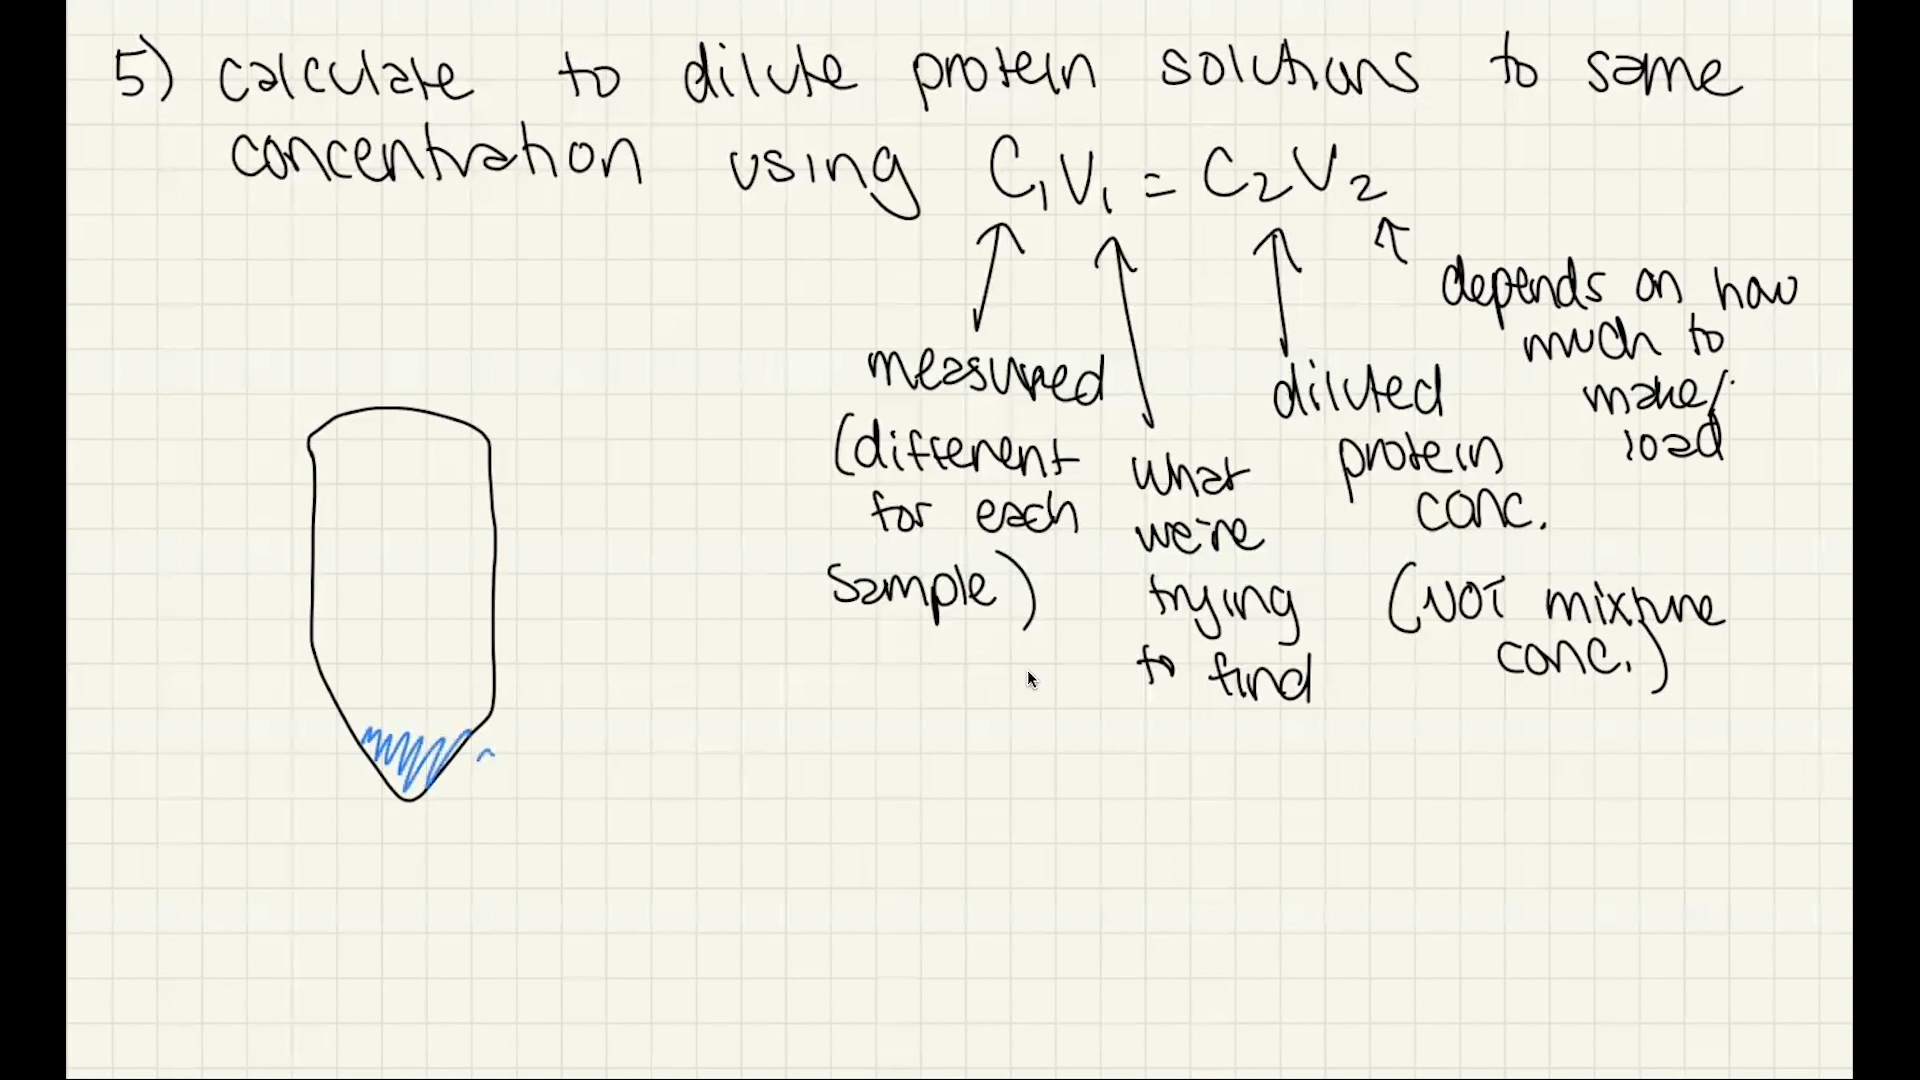 5) calculate to dilute protein solutions to same
concentration using C₁V₁ = C₂V₂
measured
(different
for each
sample)
what
we're
trying
to find
diluted
protein
conc.
(NOT mixture
conc.)
depends on how
much to
make/
load